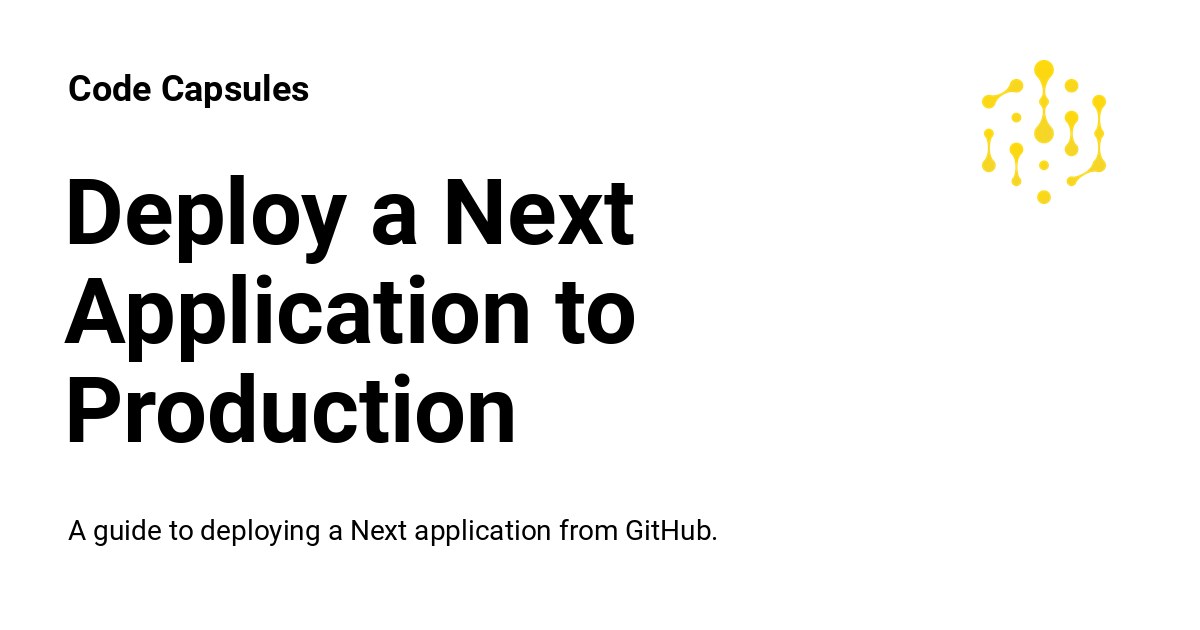 Code Capsules
Deploy a Next
Application to
Production
A guide to deploying a Next application from GitHub.